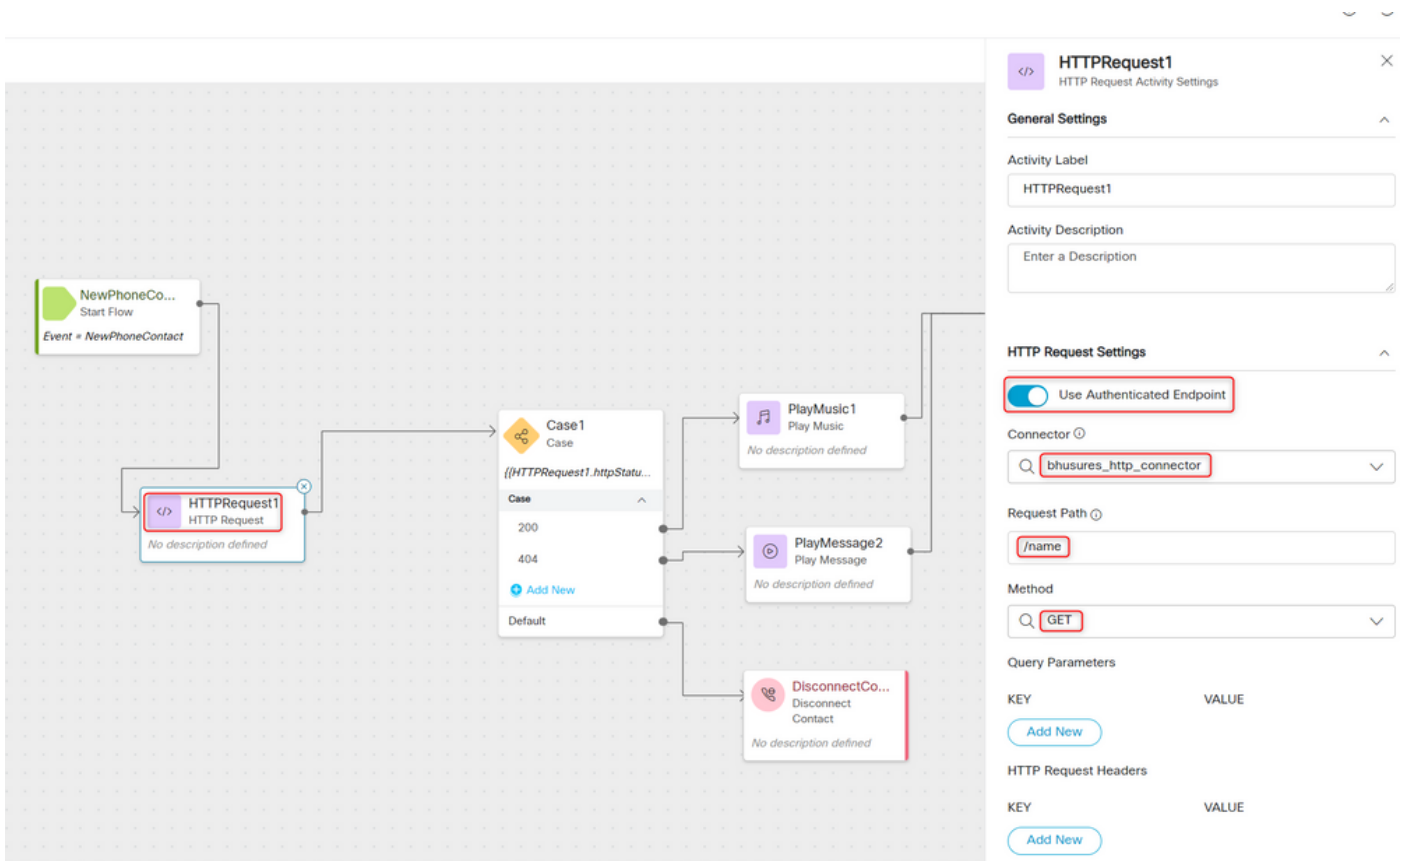 NewPhoneCo...
Start Flow
Event = NewPhoneContact
HTTPRequest1
HTTP Request
No description defined
Case1
Case
{{HTTPRequest1.httpStatu...
Case
200
404
Add New
Default
PlayMusic1
Play Music
No description defined
PlayMessage2
Play Message
No description defined
DisconnectCo...
Disconnect
Contact
No description defined
HTTPRequest1
HTTP Request Activity Settings
General Settings
Activity Label
HTTPRequest1
Activity Description
Enter a Description
HTTP Request Settings
Use Authenticated Endpoint
Connector
bhusures_http_connector
Request Path
/name
Method
GET
Query Parameters
KEY VALUE
Add New
HTTP Request Headers
KEY VALUE
Add New